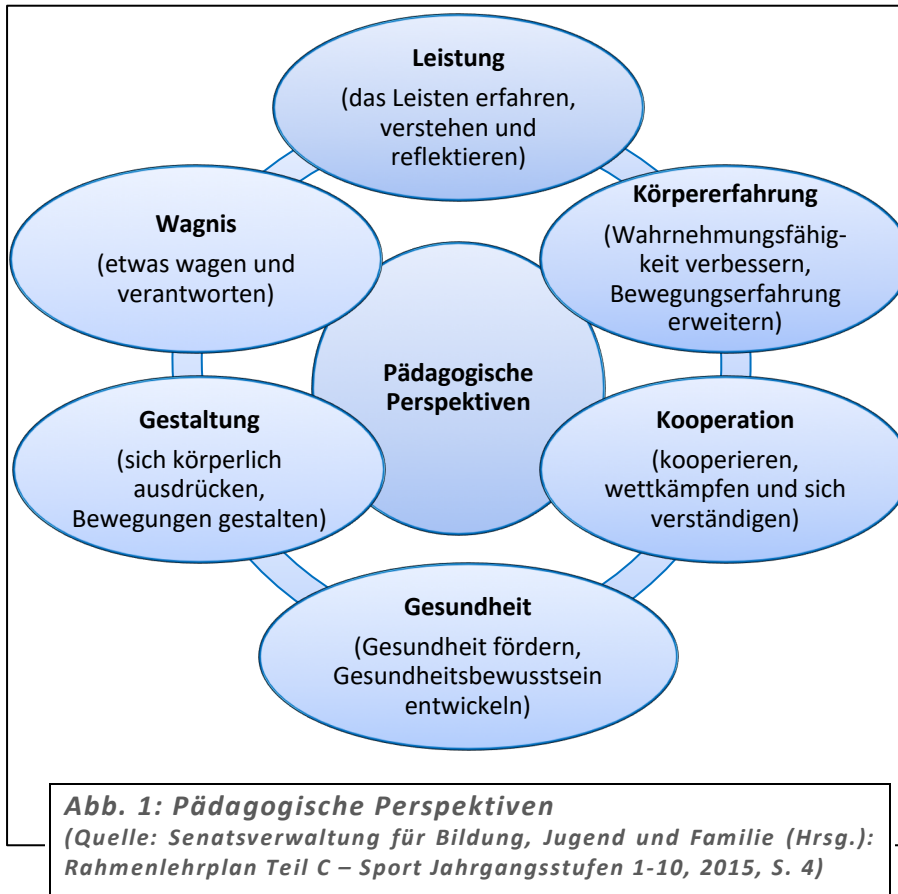 Leistung
(das Leisten erfahren,
verstehen und
reflektieren)
Körpererfahrung
(Wahrnehmungsfähig-
keit verbessern,
Bewegungserfahrung
erweitern)
Wagnis
(etwas wagen und
verantworten)
Pädagogische
Perspektiven
Gestaltung
(sich körperlich
ausdrücken,
Bewegungen gestalten)
Kooperation
(kooperieren,
wettkämpfen und sich
verständigen)
Gesundheit
(Gesundheit fördern,
Gesundheitsbewusstsein
entwickeln)
Abb. 1: Pädagogische Perspektiven
(Quelle: Senatsverwaltung für Bildung, Jugend und Familie (Hrsg.):
Rahmenlehrplan Teil C – Sport Jahrgangsstufen 1-10, 2015, S. 4)